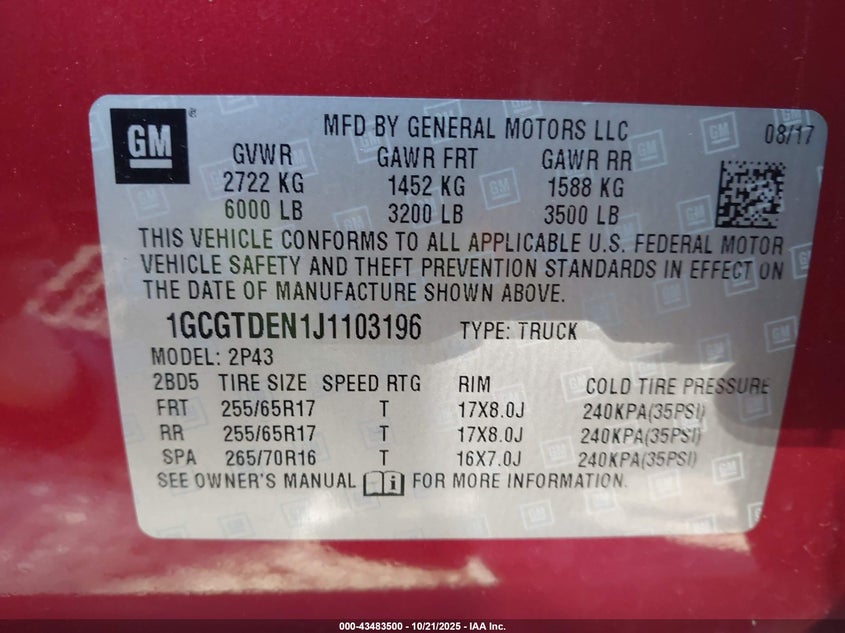 GM
MFD BY GENERAL MOTORS LLC
08/17
GVWR GAWR FRT GAWR RR
2722 KG 1452 KG 1588 KG
6000 LB 3200 LB 3500 LB
THIS VEHICLE CONFORMS TO ALL APPLICABLE U.S. FEDERAL MOTOR
VEHICLE SAFETY AND THEFT PREVENTION STANDARDS IN EFFECT ON
THE DATE OF MANUFACTURE SHOWN ABOVE.
1GCGTDEN1J1103196 TYPE: TRUCK
MODEL: 2P43
2BD5 TIRE SIZE SPEED RTG RIM COLD TIRE PRESSURE
FRT 255/65R17 T 17X8.0J 240KPA(35PSI)
RR 255/65R17 T 17X8.0J 240KPA(35PSI)
SPA 265/70R16 T 16X7.0J 240KPA(35PSI)
SEE OWNER'S MANUAL i FOR MORE INFORMATION.
000-43483500 - 10/21/2025 - IAA Inc.